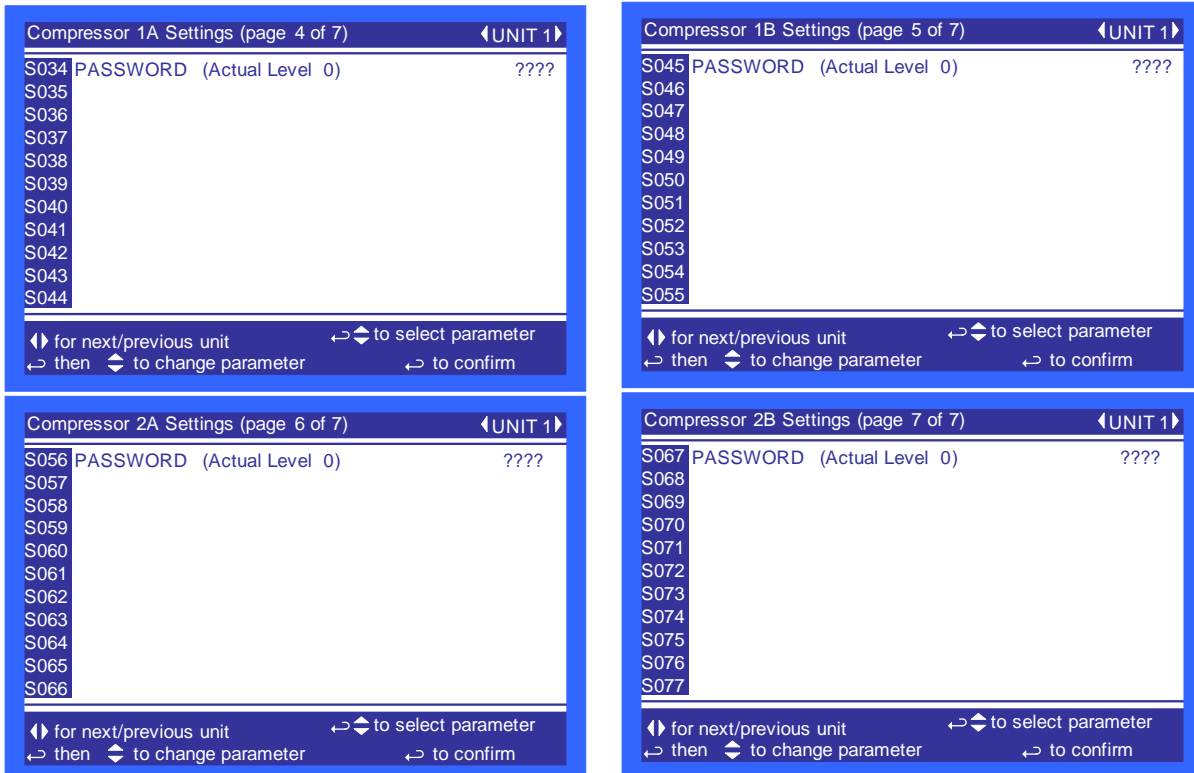 Compressor 1A Settings (page 4 of 7) UNIT 1
S034 PASSWORD (Actual Level 0) ????
S035
S036
S037
S038
S039
S040
S041
S042
S043
S044
for next/previous unit to select parameter
then to change parameter to confirm
Compressor 1B Settings (page 5 of 7) UNIT 1
S045 PASSWORD (Actual Level 0) ????
S046
S047
S048
S049
S050
S051
S052
S053
S054
S055
for next/previous unit to select parameter
then to change parameter to confirm
Compressor 2A Settings (page 6 of 7) UNIT 1
S056 PASSWORD (Actual Level 0) ????
S057
S058
S059
S060
S061
S062
S063
S064
S065
S066
for next/previous unit to select parameter
then to change parameter to confirm
Compressor 2B Settings (page 7 of 7) UNIT 1
S067 PASSWORD (Actual Level 0) ????
S068
S069
S070
S071
S072
S073
S074
S075
S076
S077
for next/previous unit to select parameter
then to change parameter to confirm